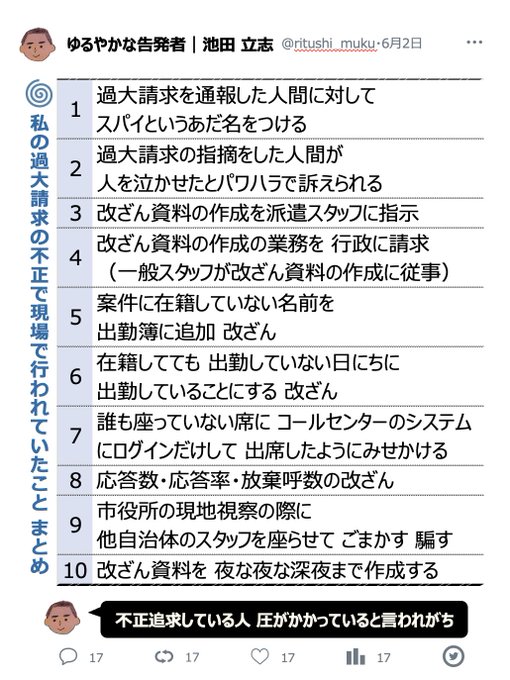 ゆるやかな告発者｜池田 立志 @ritushi_muku・6月2日 …
私の過大請求の不正で現場で行われていたこと まとめ
1 過大請求を通報した人間に対して
スパイというあだ名をつける
2 過大請求の指摘をした人間が
人を泣かせたとパワハラで訴えられる
3 改ざん資料の作成を派遣スタッフに指示
4 改ざん資料の作成の業務を 行政に請求
（一般スタッフが改ざん資料の作成に従事）
5 案件に在籍していない名前を
出勤簿に追加 改ざん
6 在籍してても 出勤していない日にちに
出勤していることにする 改ざん
7 誰も座っていない席に コールセンターのシステム
にログインだけして 出席したようにみせかける
8 応答数・応答率・放棄呼数の改ざん
9 市役所の現地視察の際に
他自治体のスタッフを座らせて ごまかす 騙す
10 改ざん資料を 夜な夜な深夜まで作成する
不正追求している人 圧がかかっていると言われがち
17 17 17 17